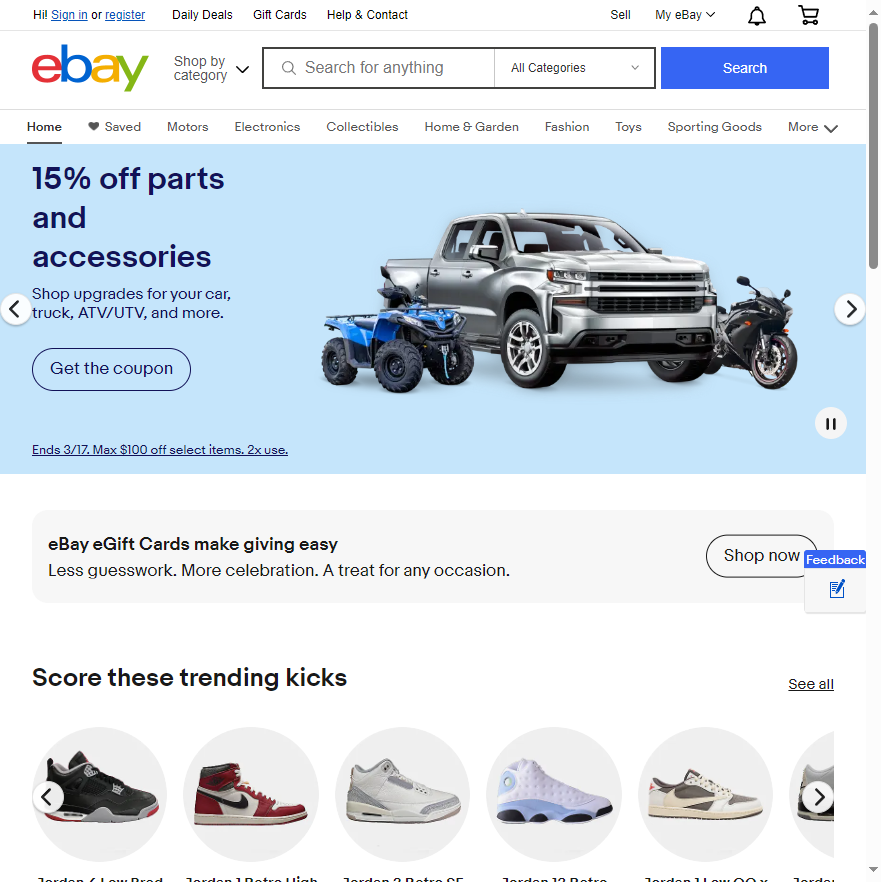 Hi! Sign in or register Daily Deals Gift Cards Help & Contact Sell My eBay
ebay
Shop by
category
Search for anything All Categories Search
Home Saved Motors Electronics Collectibles Home & Garden Fashion Toys Sporting Goods More
15% off parts
and
accessories
Shop upgrades for your car,
truck, ATV/UTV, and more.
Get the coupon
Ends 3/17. Max $100 off select items. 2x use.
eBay eGift Cards make giving easy
Less guesswork. More celebration. A treat for any occasion.
Shop now
Feedback
Score these trending kicks
See all